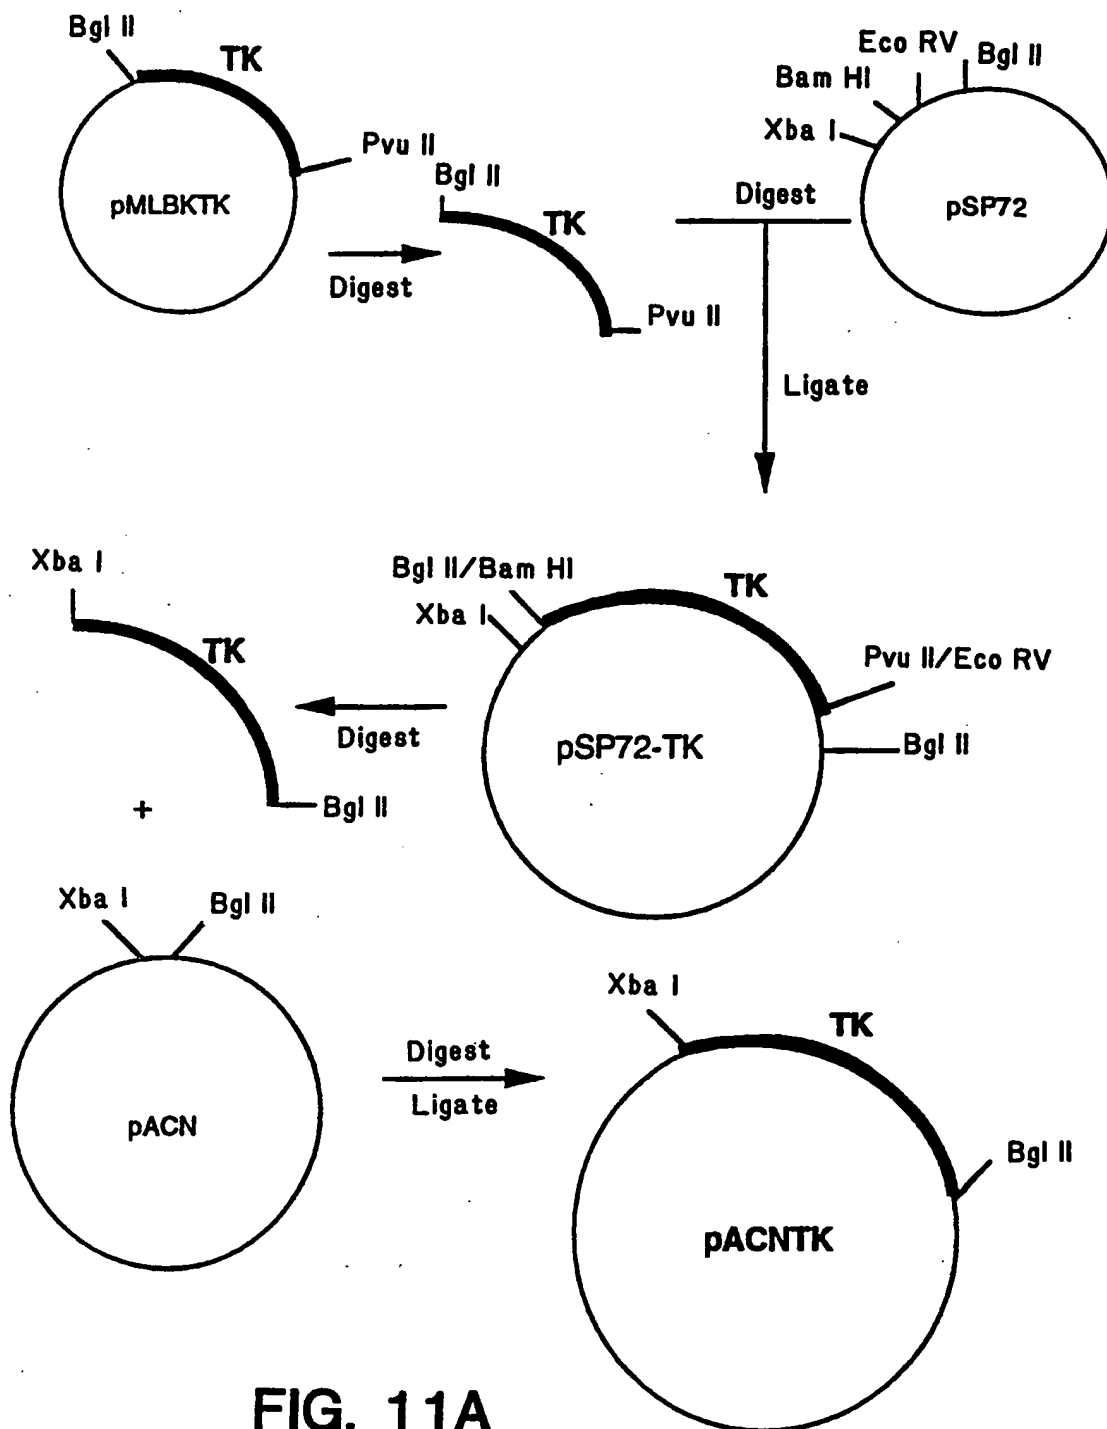 Bgl II
TK
Pvu II
pMLBKTK
Digest
Bgl II
TK
Pvu II
Digest
Eco RV
Bgl II
Bam HI
Xba I
pSP72
Ligate
Xba I
TK
Bgl II
Digest
Bgl II/Bam HI
Xba I
TK
Pvu II/Eco RV
Bgl II
pSP72-TK
+
Xba I
Bgl II
pACN
Digest
Ligate
Xba I
TK
Bgl II
pACNTK
FIG. 11A